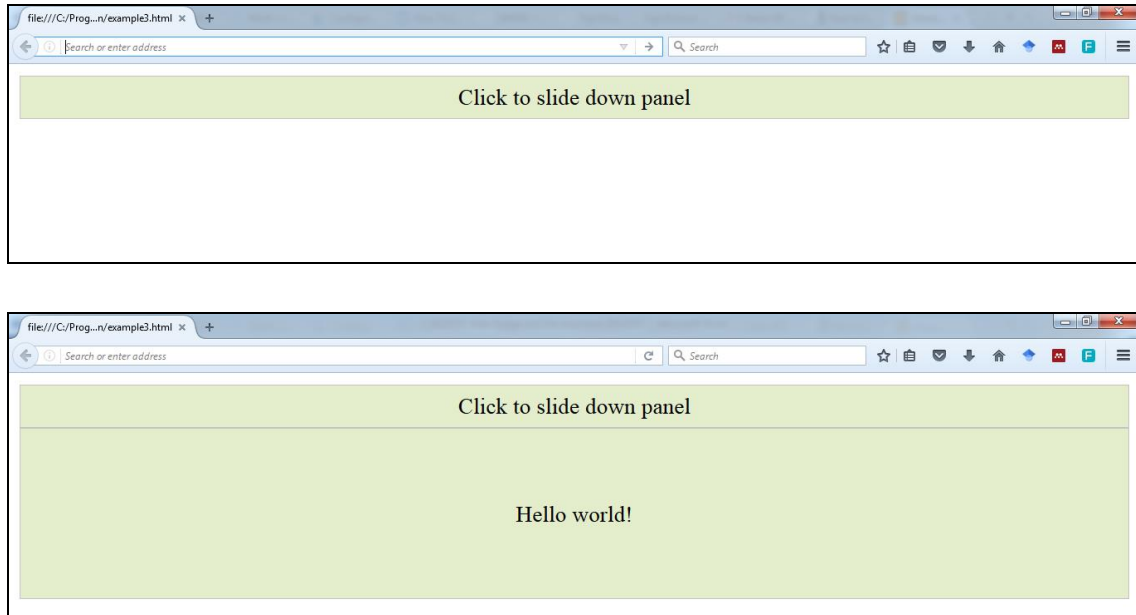 file:///C:/Prog...n/example3.html × +
Search or enter address
Search
Click to slide down panel
file:///C:/Prog...n/example3.html × +
Search or enter address
Search
Click to slide down panel
Hello world!